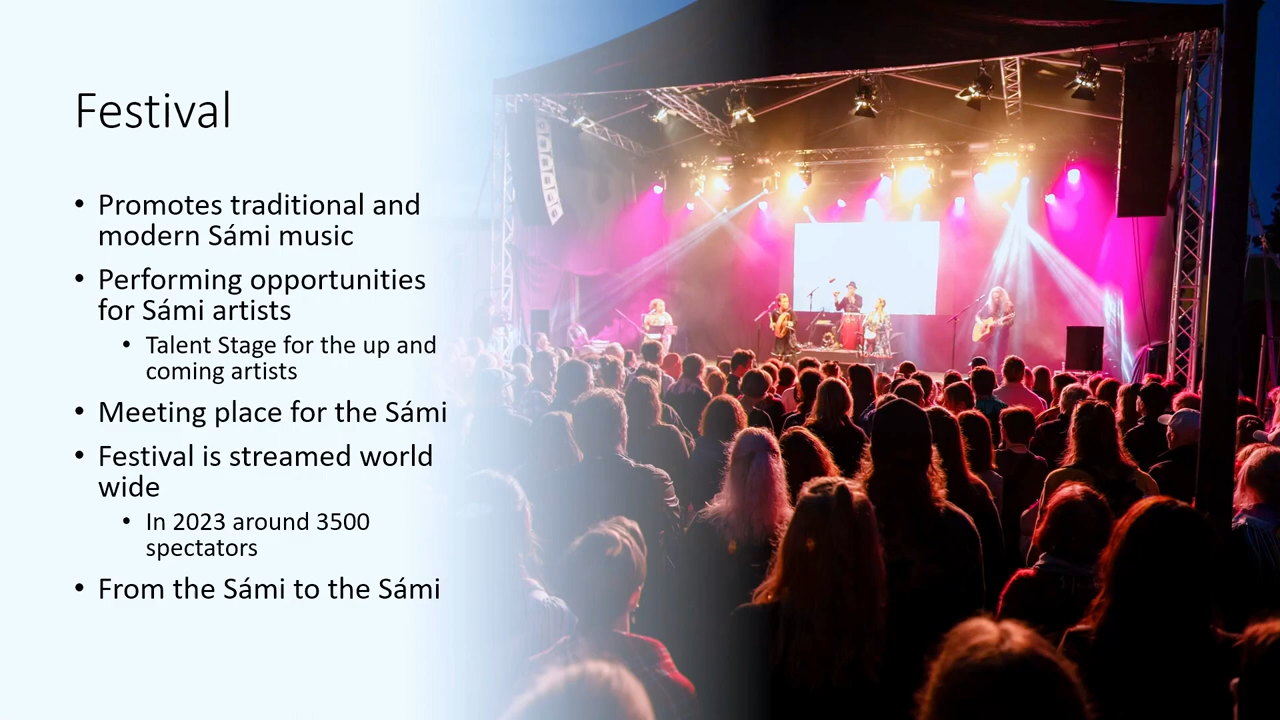 Festival
• Promotes traditional and
modern Sámi music
• Performing opportunities
for Sámi artists
• Talent Stage for the up and
coming artists
• Meeting place for the Sámi
• Festival is streamed world
wide
• In 2023 around 3500
spectators
• From the Sámi to the Sámi